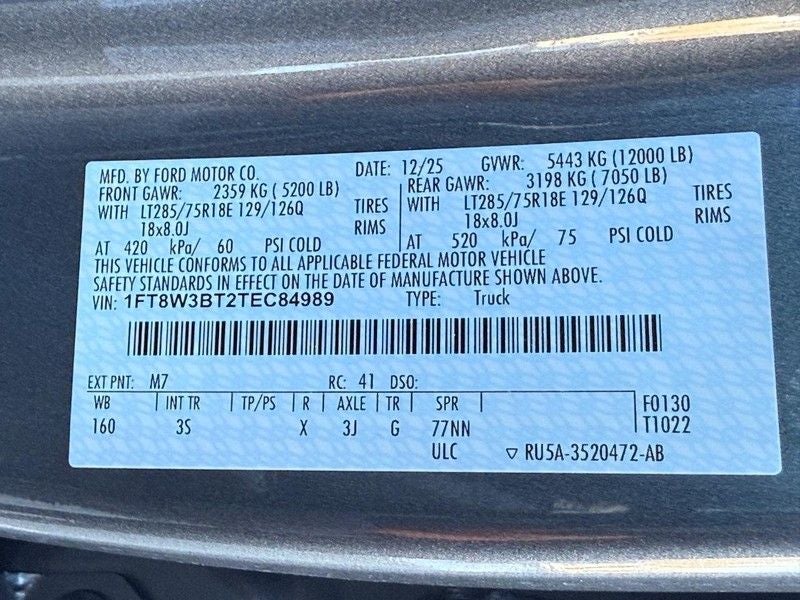 MFD. BY FORD MOTOR CO. DATE: 12/25 GVWR: 5443 KG (12000 LB)
FRONT GAWR: 2359 KG ( 5200 LB) REAR GAWR: 3198 KG ( 7050 LB)
WITH LT285/75R18E 129/126Q TIRES WITH LT285/75R18E 129/126Q TIRES
18x8.0J RIMS 18x8.0J RIMS
AT 420 kPa/ 60 PSI COLD AT 520 kPa/ 75 PSI COLD
THIS VEHICLE CONFORMS TO ALL APPLICABLE FEDERAL MOTOR VEHICLE
SAFETY STANDARDS IN EFFECT ON THE DATE OF MANUFACTURE SHOWN ABOVE.
VIN: 1FT8W3BT2TEC84989 TYPE: Truck
EXT PNT: M7 RC: 41 DSO:
WB INT TR TP/PS R AXLE TR SPR F0130
160 3S X 3J G 77NN T1022
ULC ▽ RU5A-3520472-AB